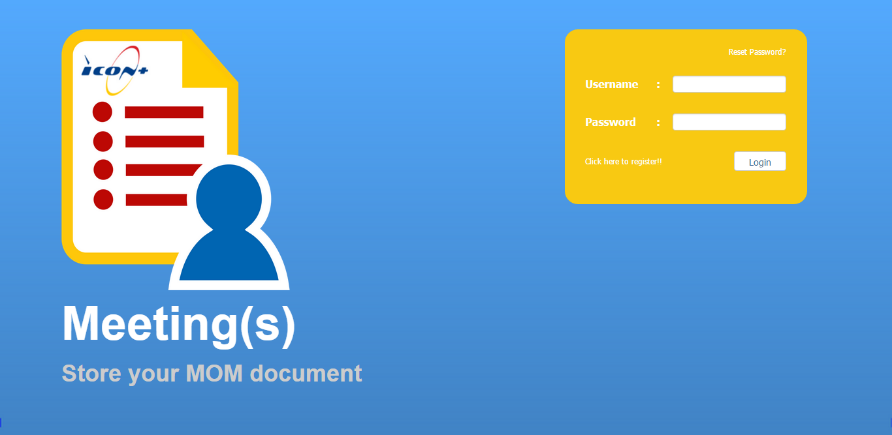 icon+
Reset Password?
Username :
Password :
Click here to register!!
Login
Meeting(s)
Store your MOM document